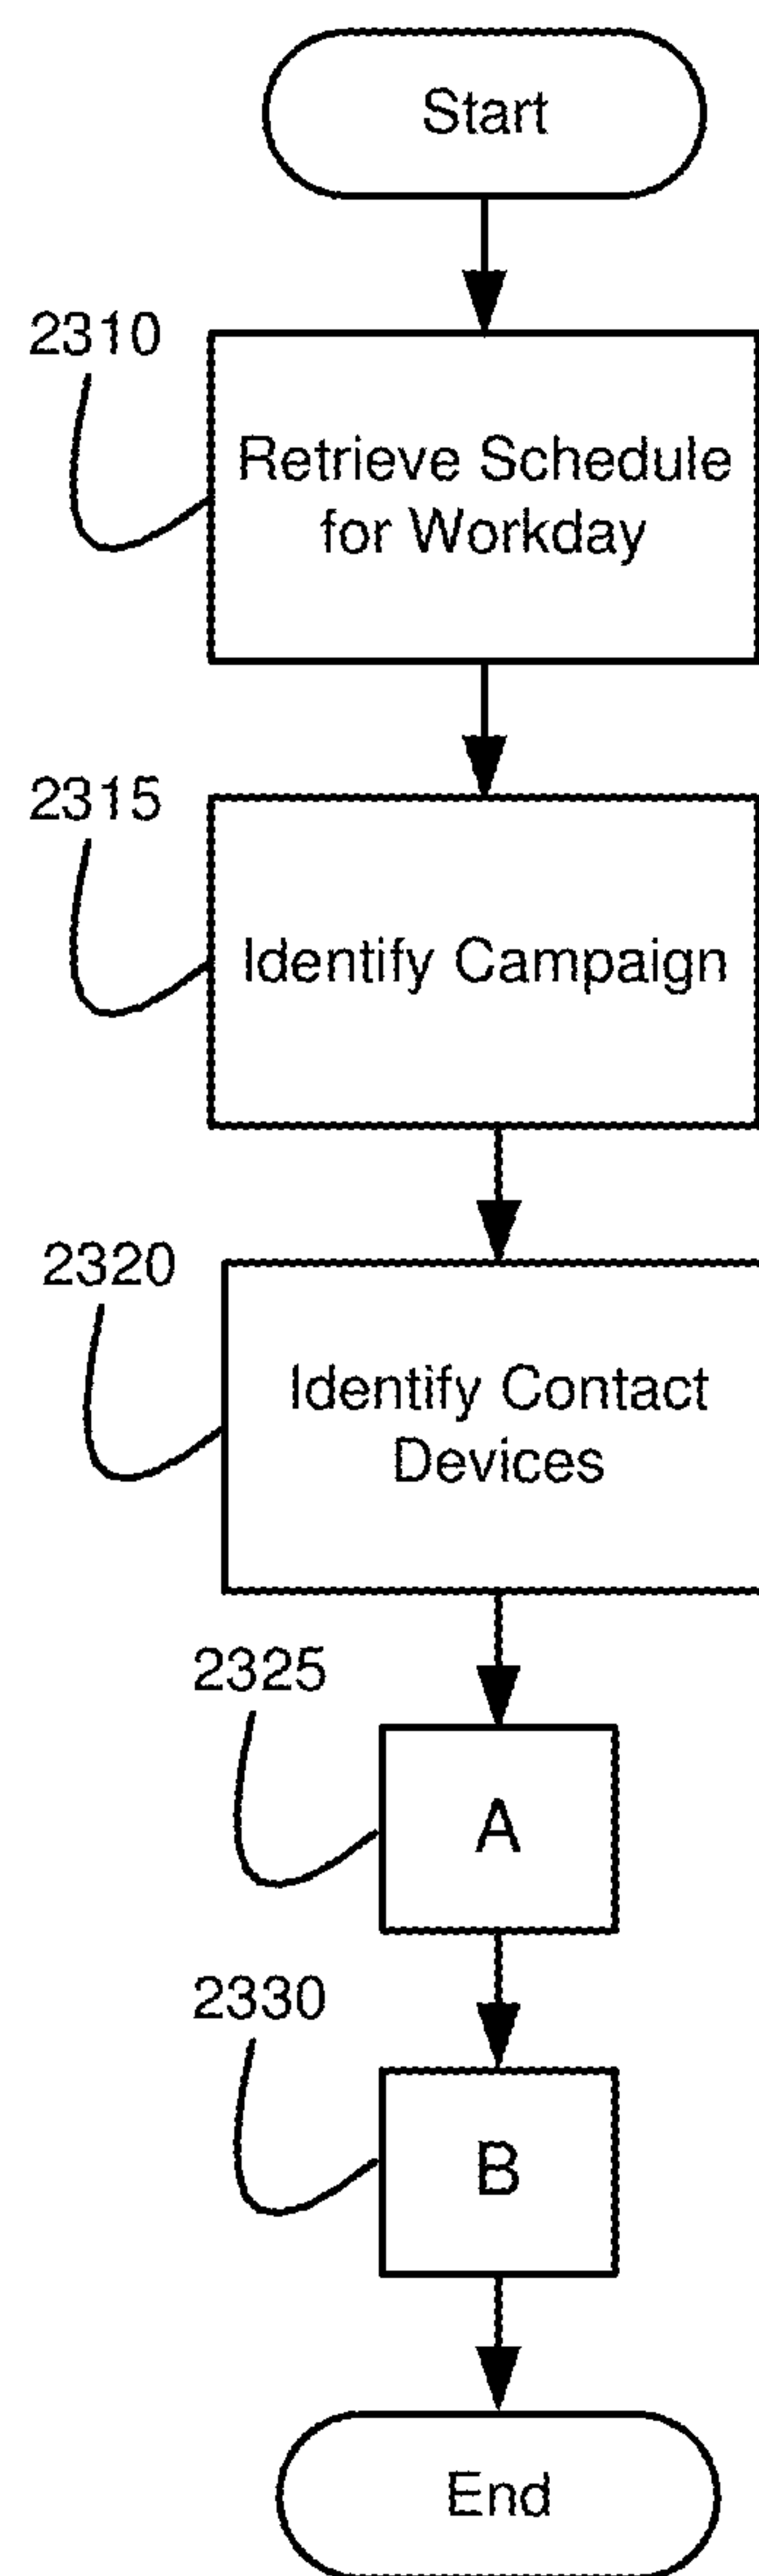 Start
2310
Retrieve Schedule
for Workday
2315
Identify Campaign
2320
Identify Contact
Devices
2325
A
2330
B
End